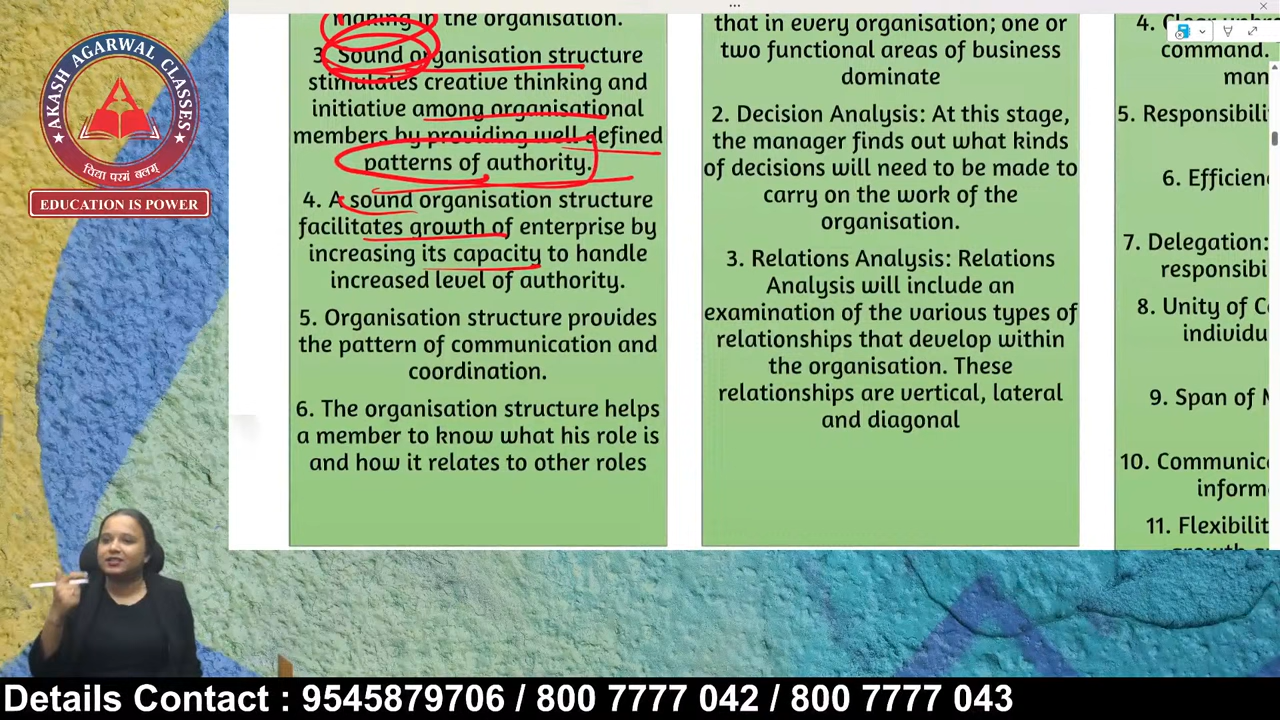 AKASH AGARWAL CLASSES
विद्या परमं बलम्
EDUCATION IS POWER
making in the organisation.
3. Sound organisation structure
stimulates creative thinking and
initiative among organisational
members by providing well defined
patterns of authority.
4. A sound organisation structure
facilitates growth of enterprise by
increasing its capacity to handle
increased level of authority.
5. Organisation structure provides
the pattern of communication and
coordination.
6. The organisation structure helps
a member to know what his role is
and how it relates to other roles
that in every organisation; one or
two functional areas of business
dominate
2. Decision Analysis: At this stage,
the manager finds out what kinds
of decisions will need to be made to
carry on the work of the
organisation.
3. Relations Analysis: Relations
Analysis will include an
examination of the various types of
relationships that develop within
the organisation. These
relationships are vertical, lateral
and diagonal
4. Clear
command.
man
5. Responsibili
6. Efficien
7. Delegation:
responsibi
8. Unity of C
individu
9. Span of
10. Communic
inform
11. Flexibilit
Details Contact : 9545879706 / 800 7777 042 / 800 7777 043